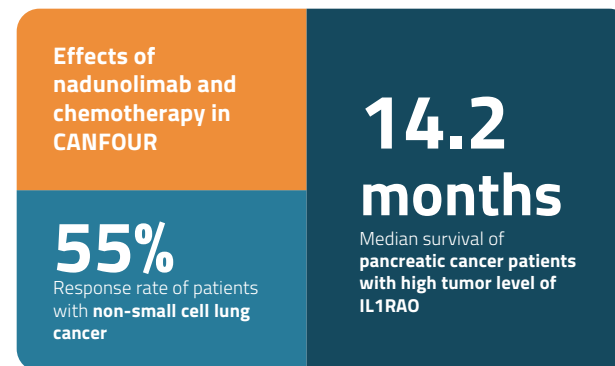 Effects of
nadunolimab and
chemotherapy in
CANFOUR
55%
Response rate of patients
with non-small cell lung
cancer
14.2
months
Median survival of
pancreatic cancer patients
with high tumor level of
IL1RAO